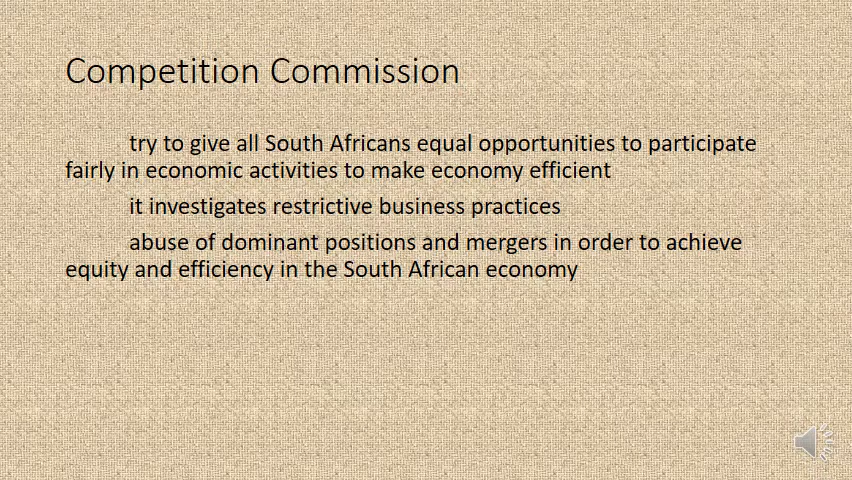 Competition Commission
try to give all South Africans equal opportunities to participate
fairly in economic activities to make economy efficient
it investigates restrictive business practices
abuse of dominant positions and mergers in order to achieve
equity and efficiency in the South African economy